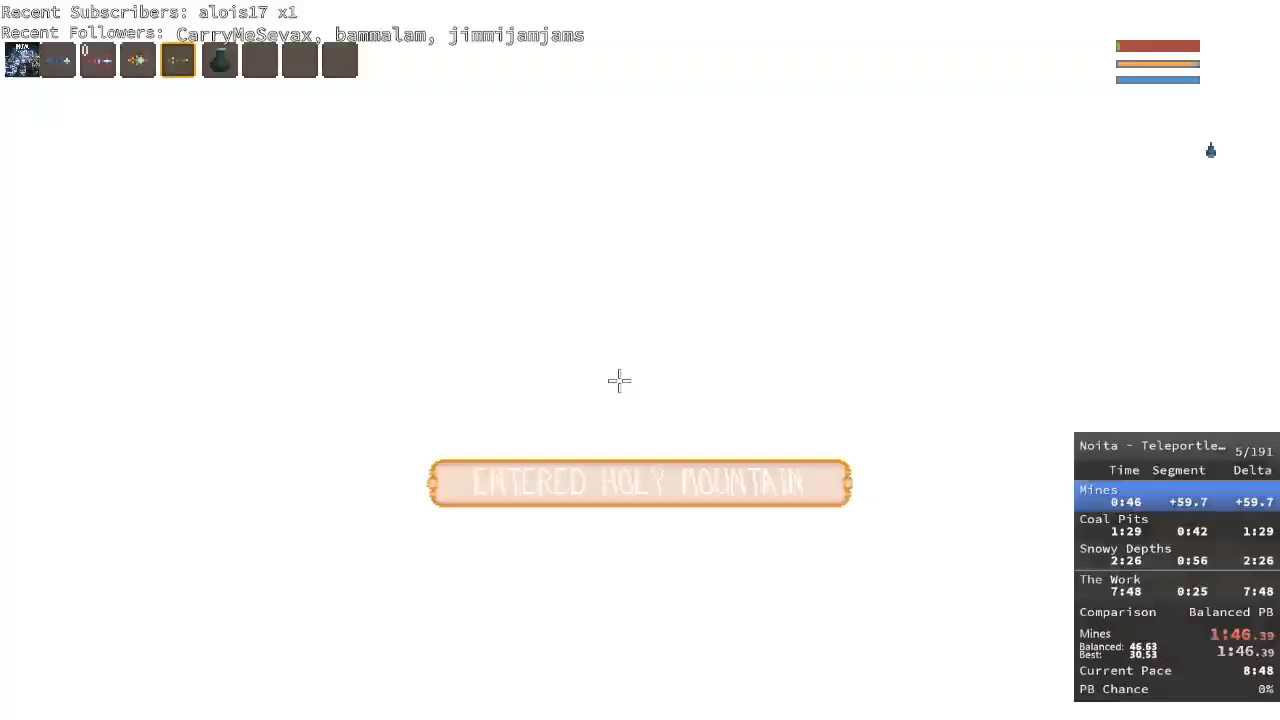 Recent Subscribers: alois17 x1
Recent Followers: CarryMeSevax, bammalam, jimmijamjams
MIN.
0
ENTERED HOLY MOUNTAIN
Noita - Teleportle… 5/191
Time Segment Delta
Mines
0:46 +59.7 +59.7
Coal Pits
1:29 0:42 1:29
Snowy Depths
2:26 0:56 2:26
The Work
7:48 0:25 7:48
Comparison Balanced PB
Mines 1:46.39
Balanced: 46.63
Best: 30.53
1:46.39
Current Pace 8:48
PB Chance 0%